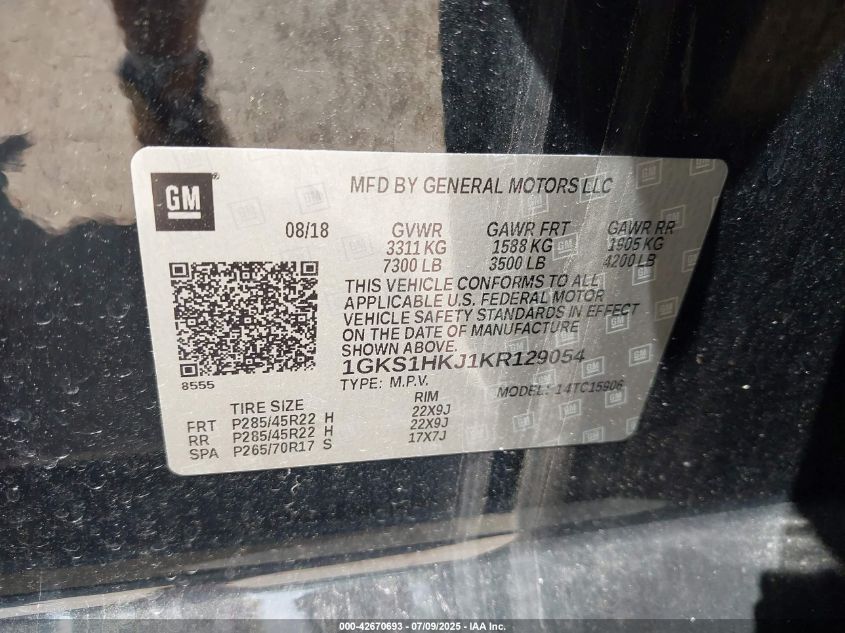 GM
®
MFD BY GENERAL MOTORS LLC
08/18 GVWR GAWR FRT GAWR RR
3311 KG 1588 KG 1905 KG
7300 LB 3500 LB 4200 LB
THIS VEHICLE CONFORMS TO ALL
APPLICABLE U.S. FEDERAL MOTOR
VEHICLE SAFETY STANDARDS IN EFFECT
ON THE DATE OF MANUFACTURE
SHOWN ABOVE.
8555
1GKS1HKJ1KR129054
TYPE: M.P.V. MODEL: 14TC15906
TIRE SIZE RIM
FRT P285/45R22 H 22X9J
RR P285/45R22 H 22X9J
SPA P265/70R17 S 17X7J
000-42670693 - 07/09/2025 - IAA Inc.